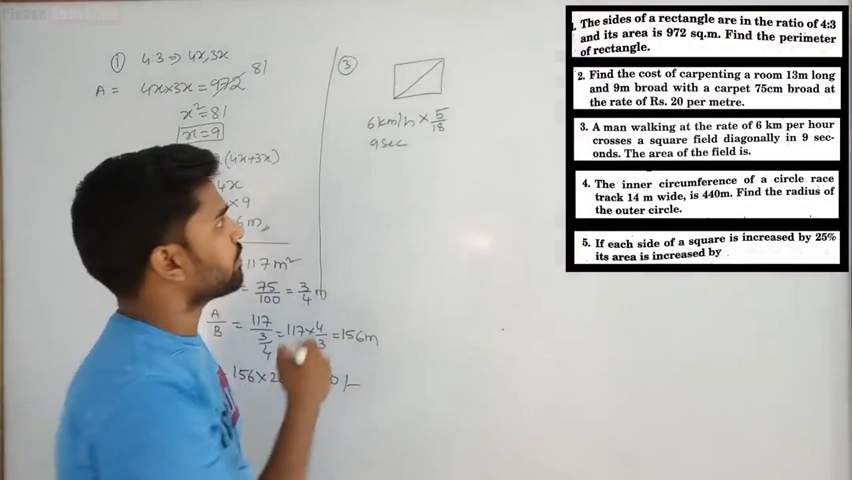 ① 4:3 ⇒ 4x, 3x
A = 4x×3x = 972 81
x² = 81
x = 9
(4x+3x)
4x
×9
6m
117 m²
= 75/100 = 3/4 m
A/B = 117/(3/4) = 117×4/3 = 156m
156×2
③
6km/h × 5/18
9sec
The sides of a rectangle are in the ratio of 4:3
and its area is 972 sq.m. Find the perimeter
of rectangle.
2. Find the cost of carpenting a room 13m long
and 9m broad with a carpet 75cm broad at
the rate of Rs. 20 per metre.
3. A man walking at the rate of 6 km per hour
crosses a square field diagonally in 9 sec-
onds. The area of the field is.
4. The inner circumference of a circle race
track 14 m wide, is 440m. Find the radius of
the outer circle.
5. If each side of a square is increased by 25%
its area is increased by